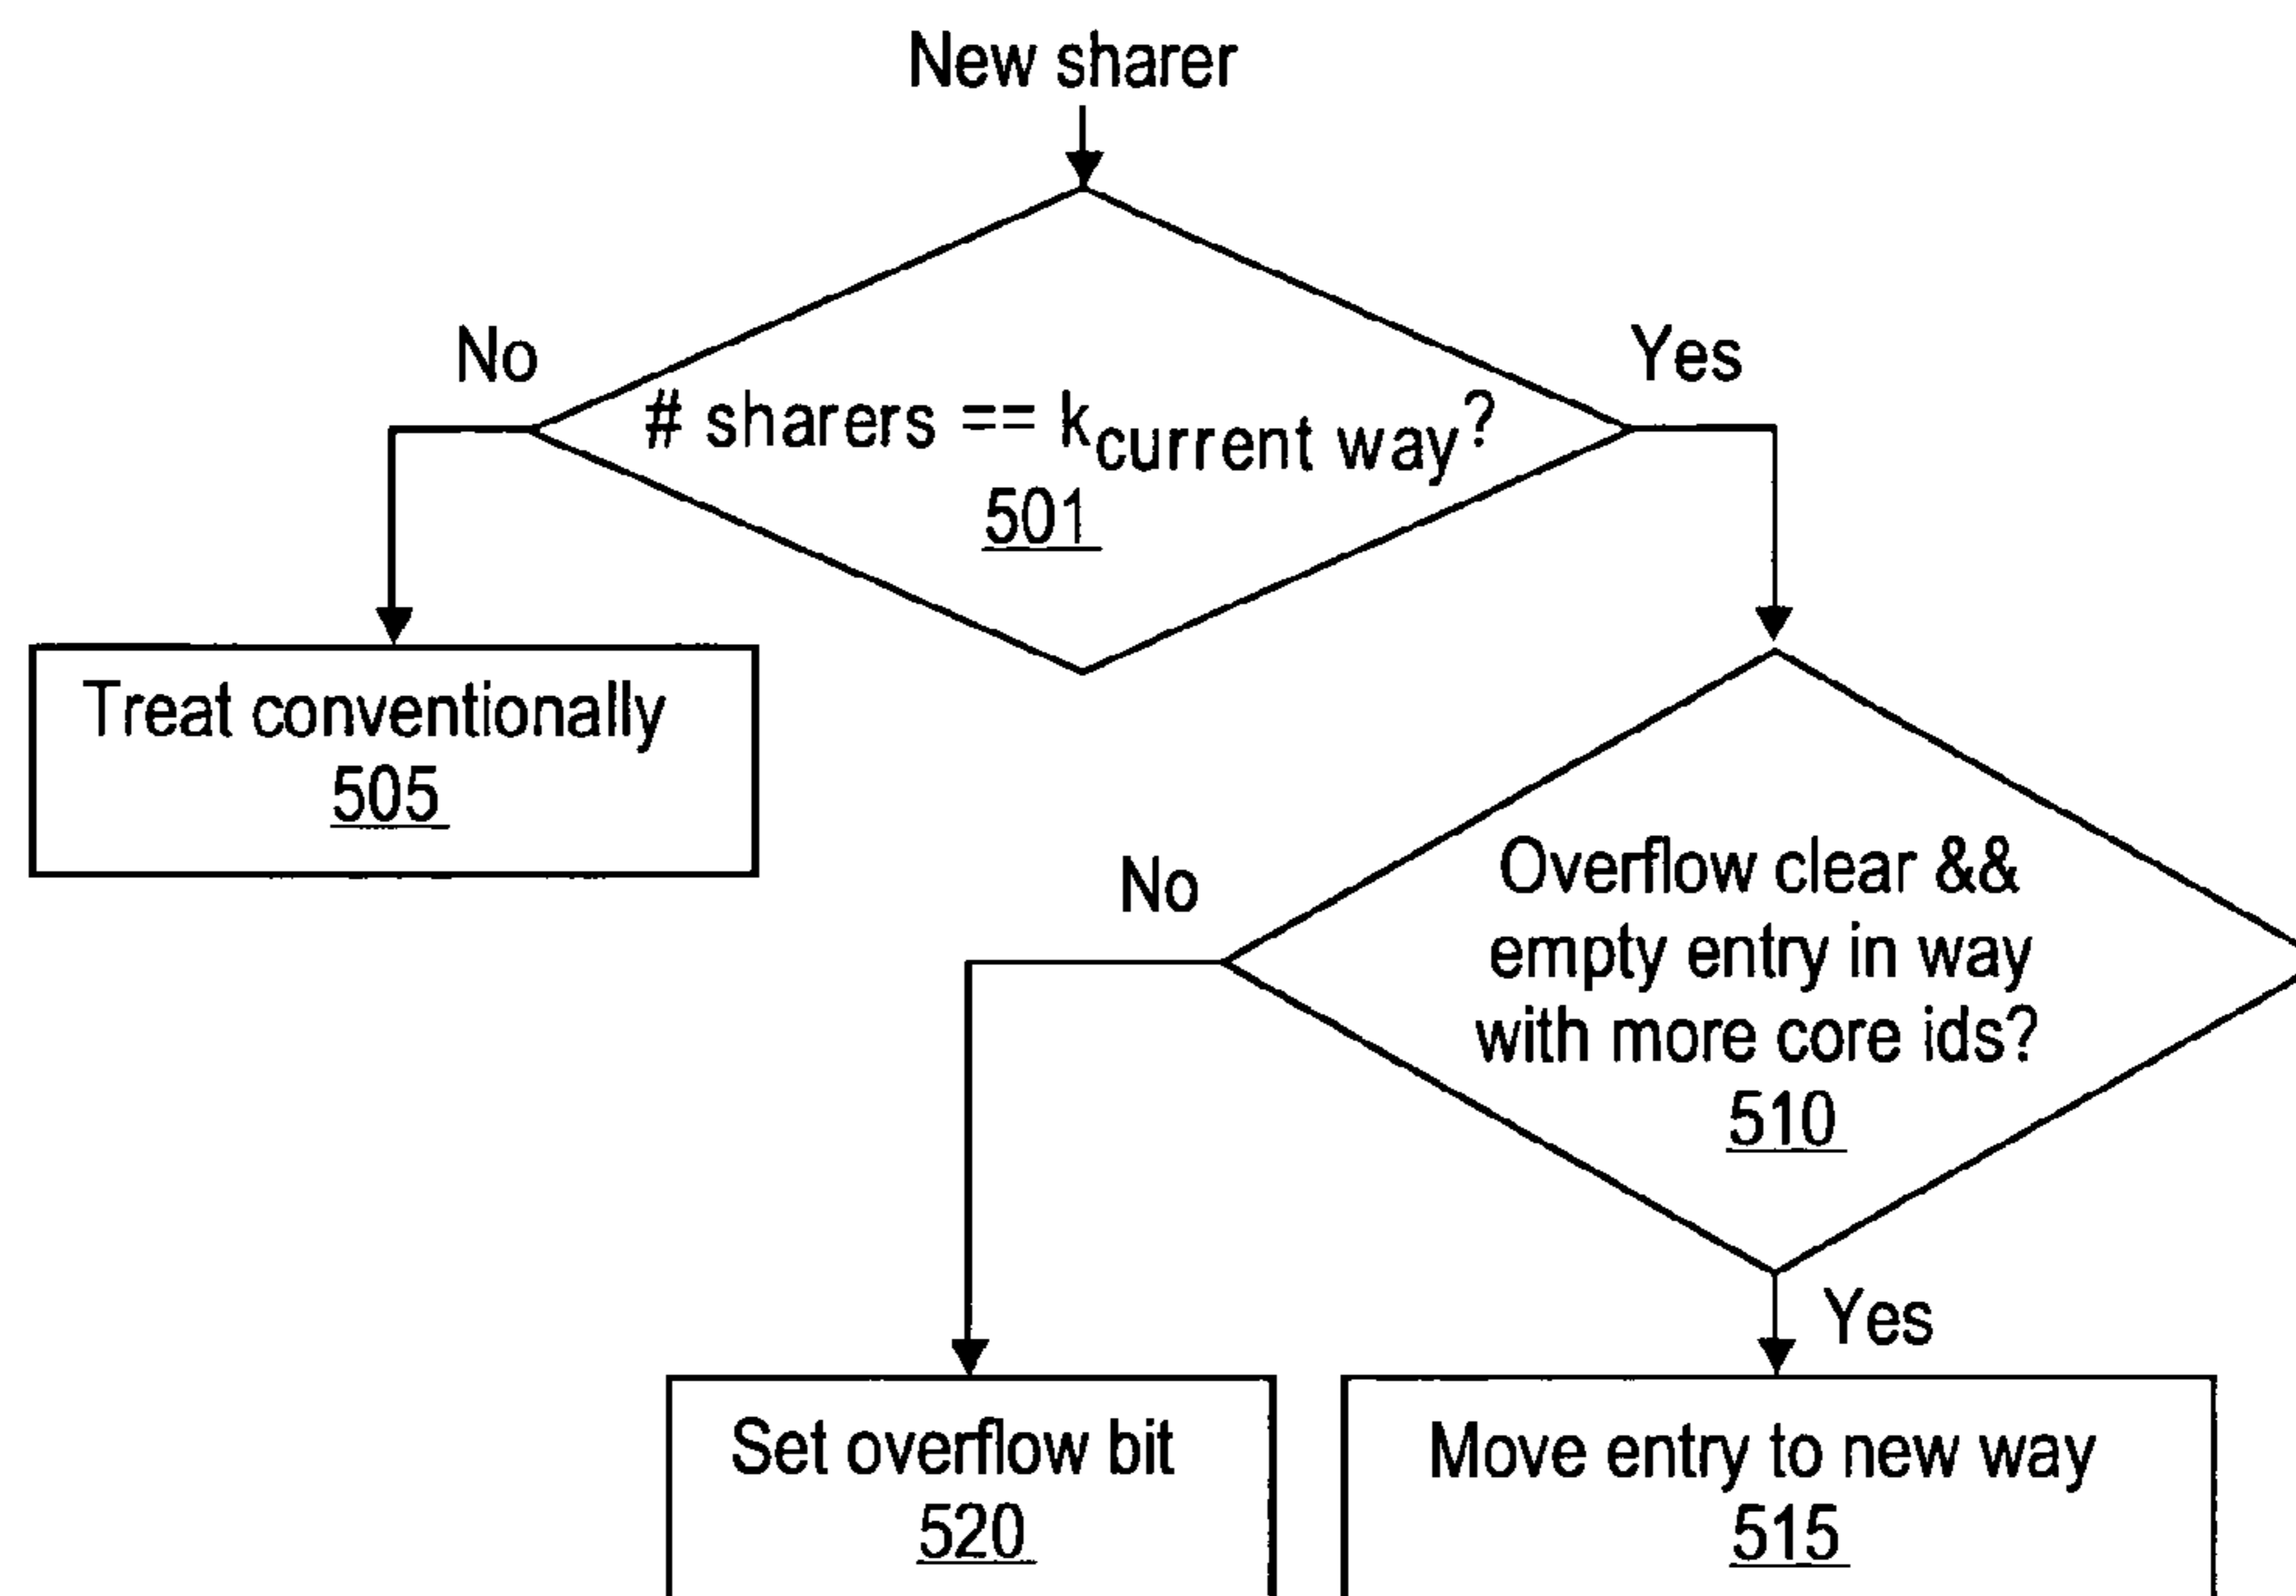 New sharer
No
Yes
# sharers == kcurrent way?
501
Treat conventionally
505
No
Overflow clear &&
empty entry in way
with more core ids?
510
Yes
Set overflow bit
520
Move entry to new way
515